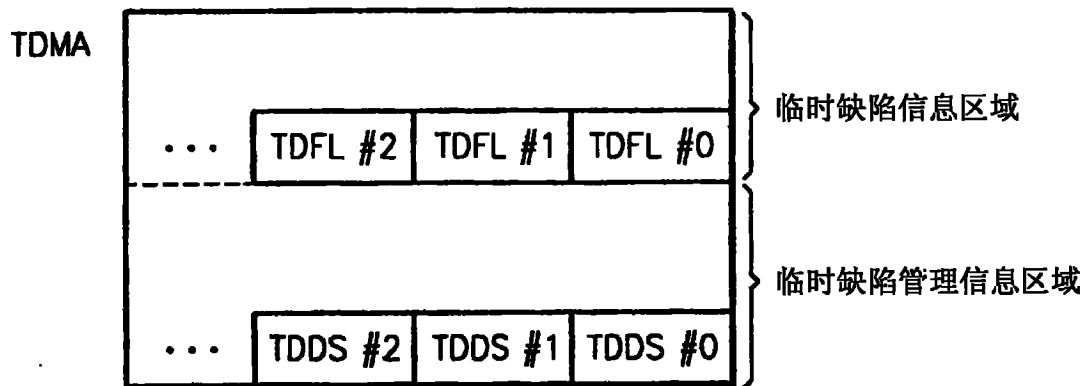 TDMA
临时缺陷信息区域
... TDFL #2 TDFL #1 TDFL #0
临时缺陷管理信息区域
... TDDS #2 TDDS #1 TDDS #0